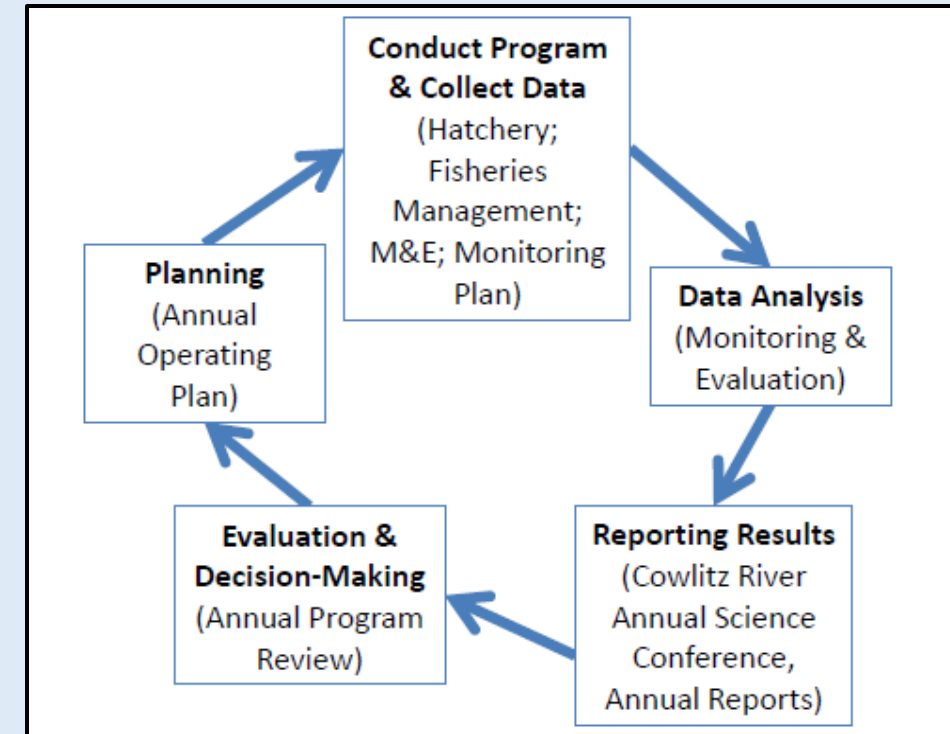 Conduct Program
& Collect Data
(Hatchery;
Fisheries
Management;
M&E; Monitoring
Plan)
Data Analysis
(Monitoring &
Evaluation)
Reporting Results
(Cowlitz River
Annual Science
Conference,
Annual Reports)
Evaluation &
Decision-Making
(Annual Program
Review)
Planning
(Annual
Operating
Plan)